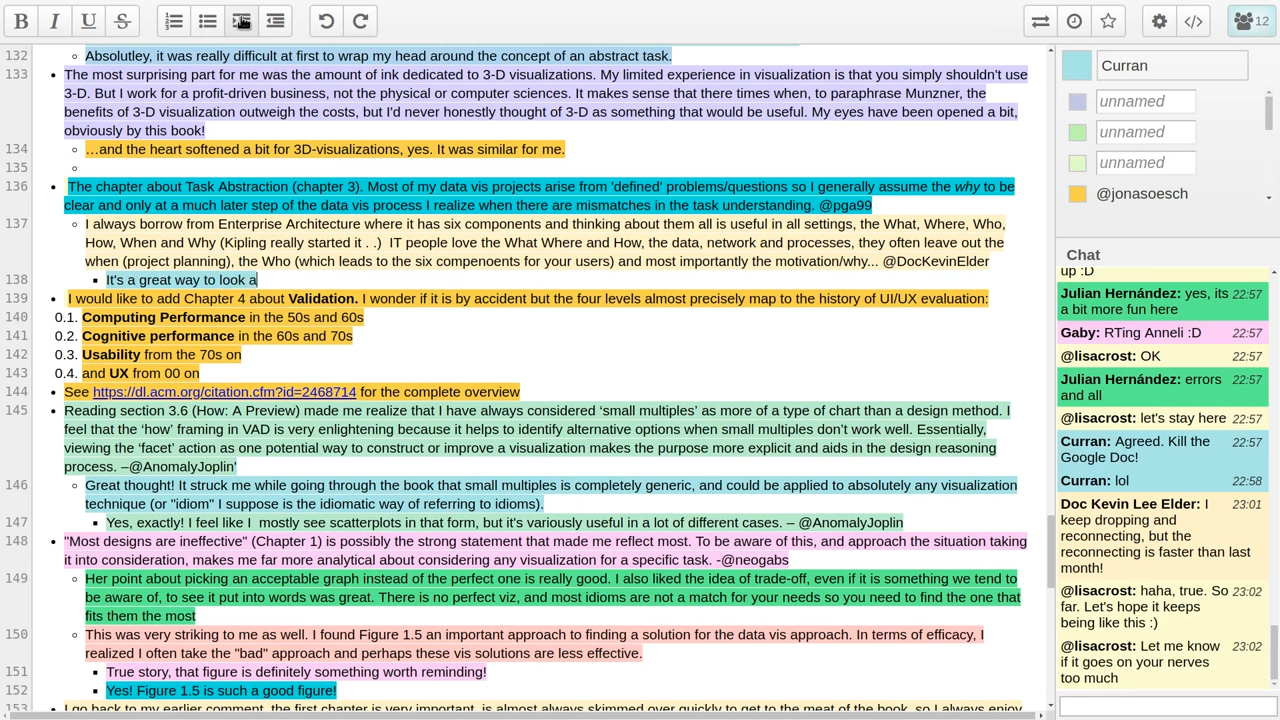 B I U S
12
132 Absolutley, it was really difficult at first to wrap my head around the concept of an abstract task.
133 The most surprising part for me was the amount of ink dedicated to 3-D visualizations. My limited experience in visualization is that you simply shouldn't use
3-D. But I work for a profit-driven business, not the physical or computer sciences. It makes sense that there times when, to paraphrase Munzner, the
benefits of 3-D visualization outweigh the costs, but I'd never honestly thought of 3-D as something that would be useful. My eyes have been opened a bit,
obviously by this book!
134 …and the heart softened a bit for 3D-visualizations, yes. It was similar for me.
135
136 The chapter about Task Abstraction (chapter 3). Most of my data vis projects arise from 'defined' problems/questions so I generally assume the why to be
clear and only at a much later step of the data vis process I realize when there are mismatches in the task understanding. @pga99
137 I always borrow from Enterprise Architecture where it has six components and thinking about them all is useful in all settings, the What, Where, Who,
How, When and Why (Kipling really started it . .) IT people love the What Where and How, the data, network and processes, they often leave out the
when (project planning), the Who (which leads to the six compenoents for your users) and most importantly the motivation/why... @DocKevinElder
138 It's a great way to look a
139 I would like to add Chapter 4 about Validation. I wonder if it is by accident but the four levels almost precisely map to the history of UI/UX evaluation:
140 0.1. Computing Performance in the 50s and 60s
141 0.2. Cognitive performance in the 60s and 70s
142 0.3. Usability from the 70s on
143 0.4. and UX from 00 on
144 See https://dl.acm.org/citation.cfm?id=2468714 for the complete overview
145 Reading section 3.6 (How: A Preview) made me realize that I have always considered ‘small multiples’ as more of a type of chart than a design method. I
feel that the ‘how’ framing in VAD is very enlightening because it helps to identify alternative options when small multiples don’t work well. Essentially,
viewing the ‘facet’ action as one potential way to construct or improve a visualization makes the purpose more explicit and aids in the design reasoning
process. –@AnomalyJoplin'
146 Great thought! It struck me while going through the book that small multiples is completely generic, and could be applied to absolutely any visualization
technique (or "idiom" I suppose is the idiomatic way of referring to idioms).
147 Yes, exactly! I feel like I mostly see scatterplots in that form, but it's variously useful in a lot of different cases. – @AnomalyJoplin
148 "Most designs are ineffective" (Chapter 1) is possibly the strong statement that made me reflect most. To be aware of this, and approach the situation taking
it into consideration, makes me far more analytical about considering any visualization for a specific task. -@neogabs
149 Her point about picking an acceptable graph instead of the perfect one is really good. I also liked the idea of trade-off, even if it is something we tend to
be aware of, to see it put into words was great. There is no perfect viz, and most idioms are not a match for your needs so you need to find the one that
fits them the most
150 This was very striking to me as well. I found Figure 1.5 an important approach to finding a solution for the data vis approach. In terms of efficacy, I
realized I often take the "bad" approach and perhaps these vis solutions are less effective.
151 True story, that figure is definitely something worth reminding!
152 Yes! Figure 1.5 is such a good figure!
153 I go back to my earlier comment, the first chapter is very important, is almost always skimmed over quickly to get to the meat of the book, so I always enjoy
Curran
unnamed
unnamed
unnamed
@jonasoesch
Chat
up :D
Julian Hernández: yes, its 22:57
a bit more fun here
Gaby: RTing Anneli :D 22:57
@lisacrost: OK 22:57
Julian Hernández: errors 22:57
and all
@lisacrost: let's stay here 22:57
Curran: Agreed. Kill the 22:57
Google Doc!
Curran: lol 22:58
Doc Kevin Lee Elder: I 23:01
keep dropping and
reconnecting, but the
reconnecting is faster than last
month!
@lisacrost: haha, true. So 23:02
far. Let's hope it keeps
being like this :)
@lisacrost: Let me know 23:02
if it goes on your nerves
too much